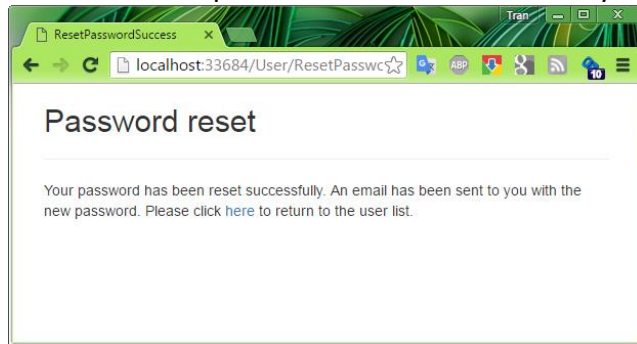 Tran
ResetPasswordSuccess
localhost:33684/User/ResetPasswc
ABP
8
10
Password reset
Your password has been reset successfully. An email has been sent to you with the
new password. Please click here to return to the user list.